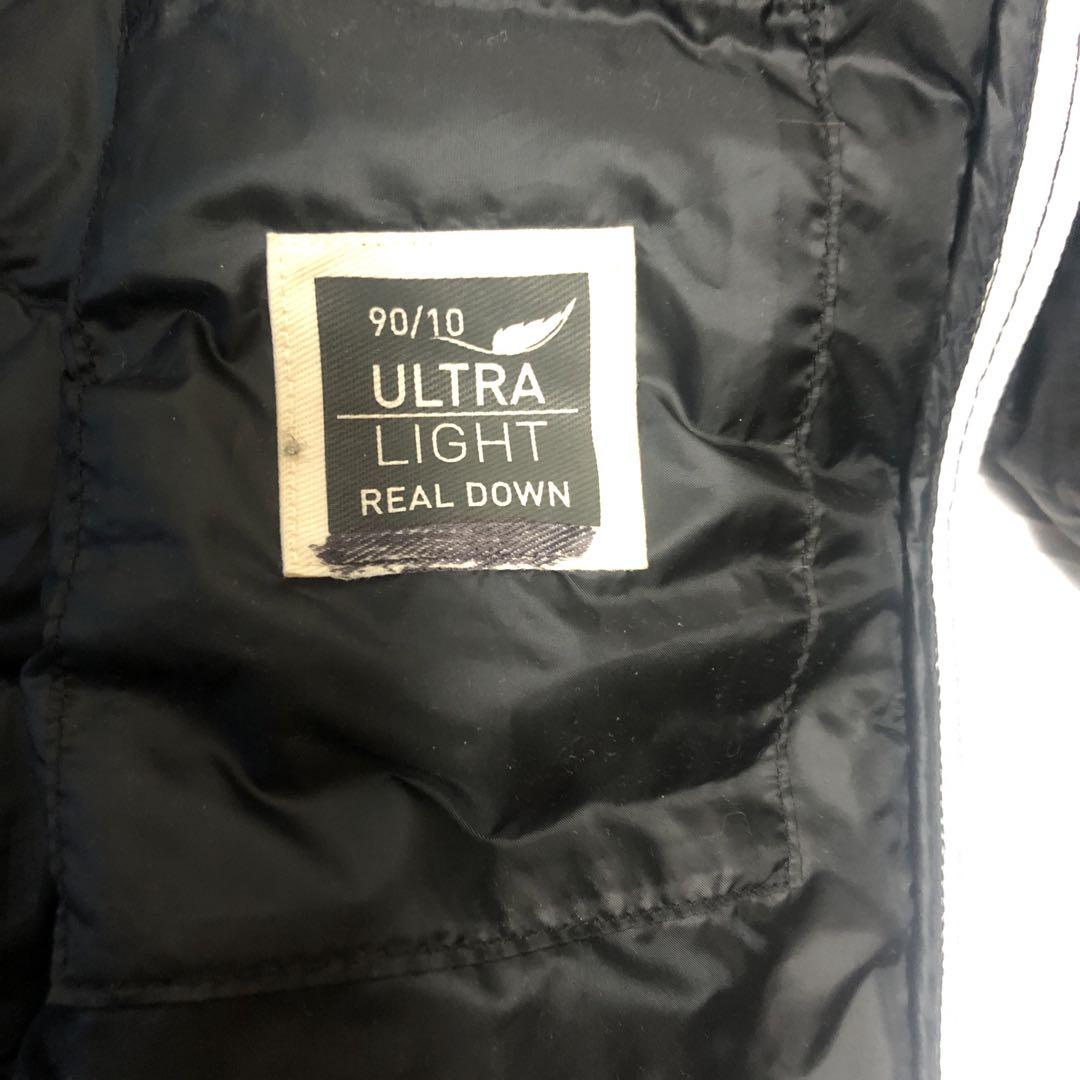 90/10
ULTRA
LIGHT
REAL DOWN